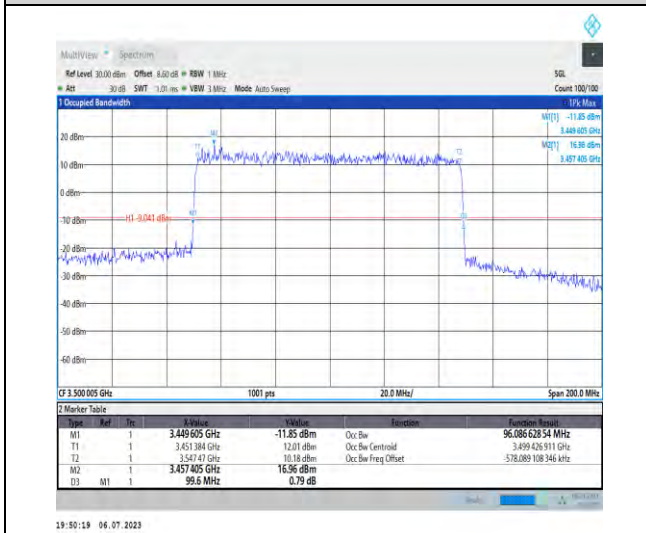 MultiView Spectrum
Ref Level 30.00 dBm Offset 8.60 dB RBW 1 MHz SGL
Att 30 dB SWT 1.01 ms VBW 3 MHz Mode Auto Sweep Count 100/100
1 Occupied Bandwidth 1Pk Max
M1[1] -11.85 dBm
3.449 605 GHz
M2[1] 16.96 dBm
3.457 405 GHz
20 dBm
M2
T1
T2
10 dBm
0 dBm
-10 dBm
H1 -9.041 dBm
M1
D3
-20 dBm
-30 dBm
-40 dBm
-50 dBm
-60 dBm
CF 3.500 005 GHz 1001 pts 20.0 MHz/ Span 200.0 MHz
2 Marker Table
Type Ref Trc X-Value Y-Value Function Function Result
M1 1 3.449 605 GHz -11.85 dBm Occ Bw 96.086 628 54 MHz
T1 1 3.451 384 GHz 12.01 dBm Occ Bw Centroid 3.499 426 911 GHz
T2 1 3.547 47 GHz 10.18 dBm Occ Bw Freq Offset -578.089 108 346 kHz
M2 1 3.457 405 GHz 16.96 dBm
D3 M1 1 99.6 MHz 0.79 dB
19:50:19 06.07.2023